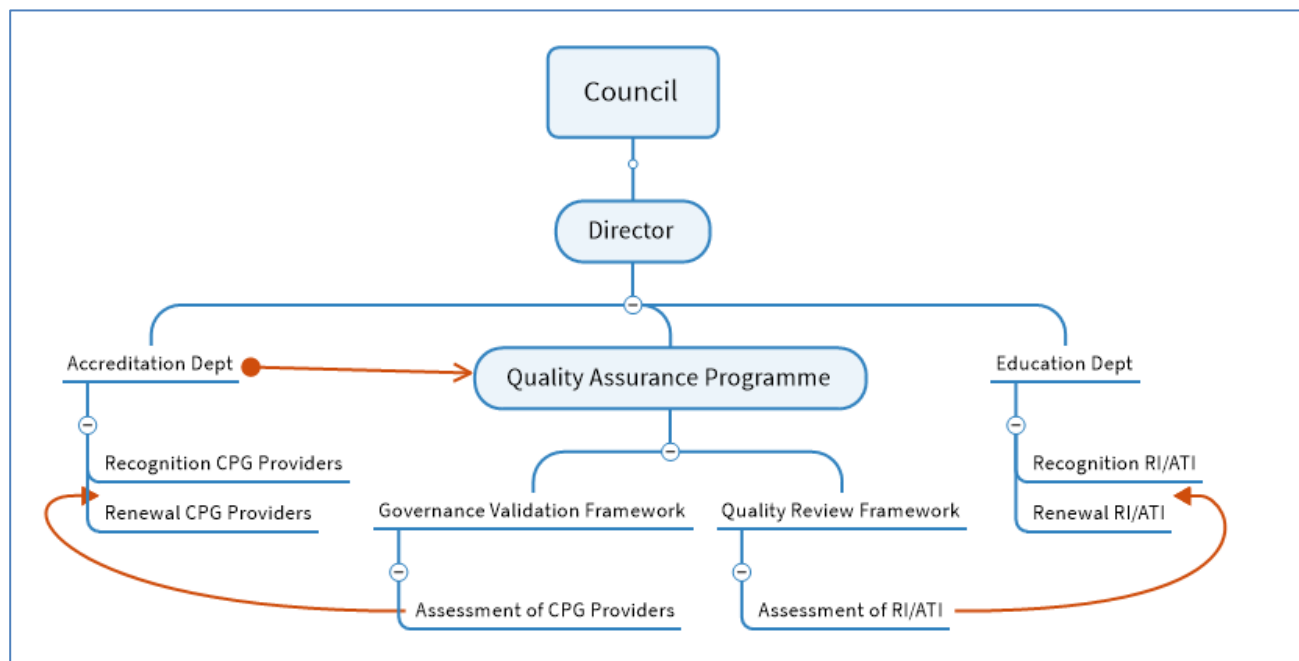 Council
Director
Accreditation Dept
Quality Assurance Programme
Education Dept
Recognition CPG Providers
Renewal CPG Providers
Governance Validation Framework
Assessment of CPG Providers
Quality Review Framework
Assessment of RI/ATI
Recognition RI/ATI
Renewal RI/ATI